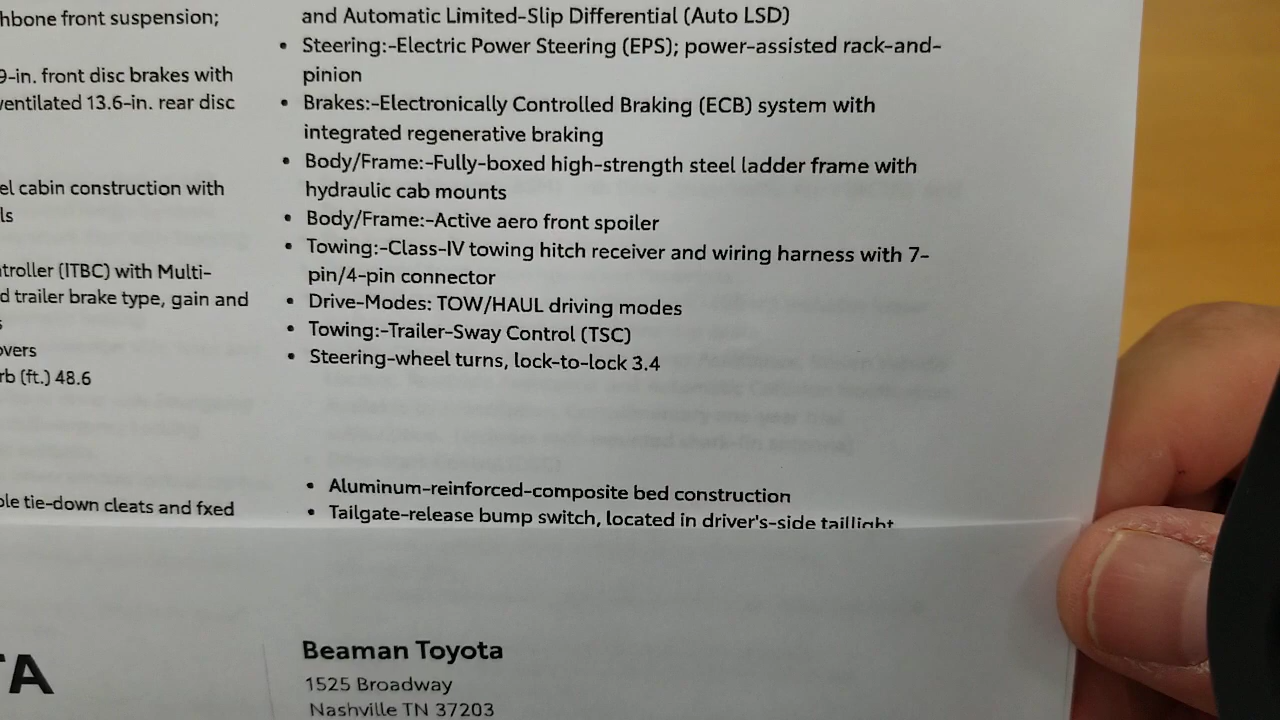 hbone front suspension;
9-in. front disc brakes with
ventilated 13.6-in. rear disc
el cabin construction with
ls
ntroller (ITBC) with Multi-
d trailer brake type, gain and
s
overs
rb (ft.) 48.6
ple tie-down cleats and fxed
and Automatic Limited-Slip Differential (Auto LSD)
• Steering:-Electric Power Steering (EPS); power-assisted rack-and-
pinion
• Brakes:-Electronically Controlled Braking (ECB) system with
integrated regenerative braking
• Body/Frame:-Fully-boxed high-strength steel ladder frame with
hydraulic cab mounts
• Body/Frame:-Active aero front spoiler
• Towing:-Class-IV towing hitch receiver and wiring harness with 7-
pin/4-pin connector
• Drive-Modes: TOW/HAUL driving modes
• Towing:-Trailer-Sway Control (TSC)
• Steering-wheel turns, lock-to-lock 3.4
• Aluminum-reinforced-composite bed construction
• Tailgate-release bump switch, located in driver's-side taillight
TA
Beaman Toyota
1525 Broadway
Nashville TN 37203